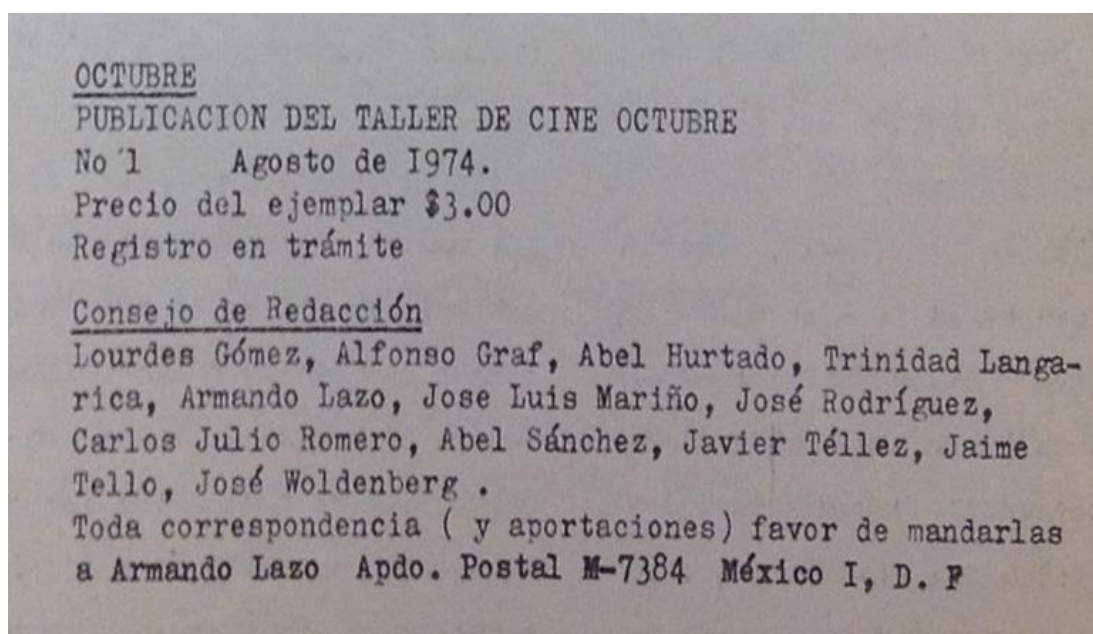 OCTUBRE
PUBLICACION DEL TALLER DE CINE OCTUBRE
No 1 Agosto de I974.
Precio del ejemplar $3.00
Registro en trámite
Consejo de Redacción
Lourdes Gómez, Alfonso Graf, Abel Hurtado, Trinidad Langa-
rica, Armando Lazo, Jose Luis Mariño, José Rodríguez,
Carlos Julio Romero, Abel Sánchez, Javier Téllez, Jaime
Tello, José Woldenberg .
Toda correspondencia ( y aportaciones) favor de mandarlas
a Armando Lazo Apdo. Postal M-7384 México I, D. F